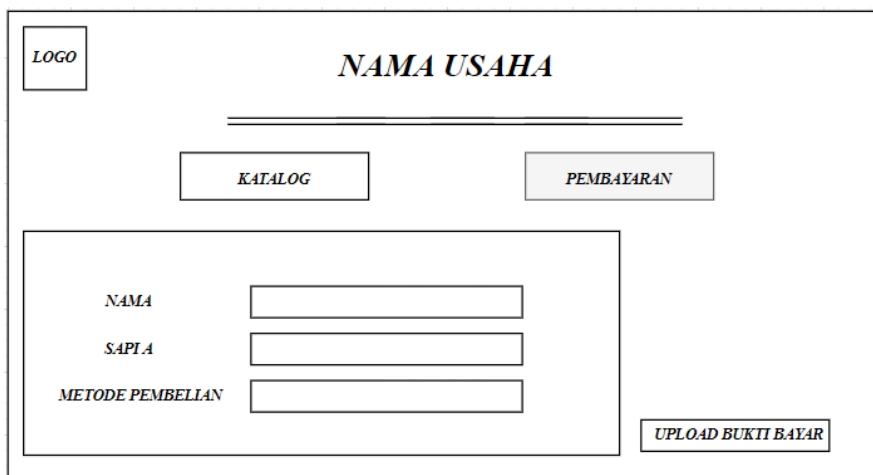 LOGO
NAMA USAHA
KATALOG
PEMBAYARAN
NAMA
SAPI A
METODE PEMBELIAN
UPLOAD BUKTI BAYAR